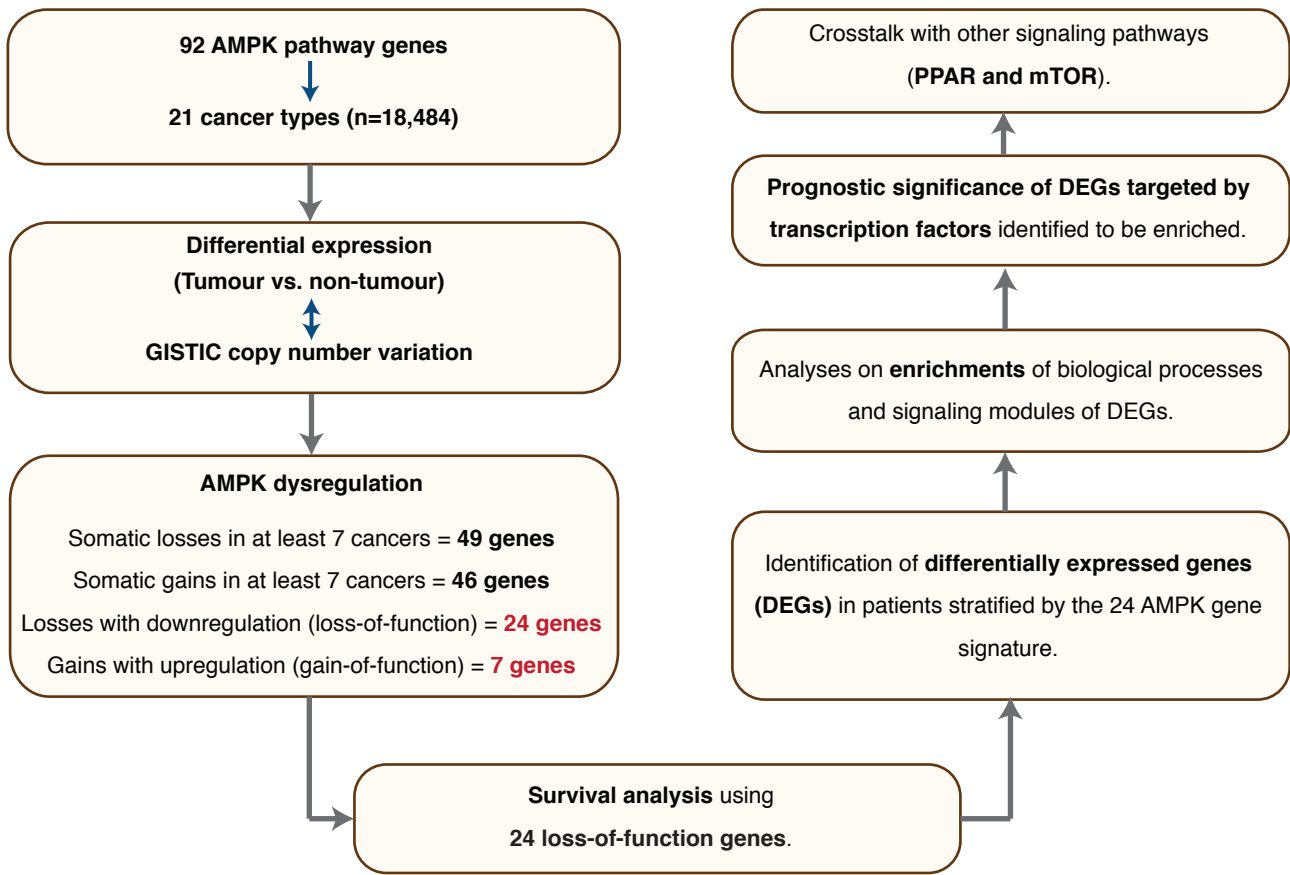 92 AMPK pathway genes
21 cancer types (n=18,484)
Differential expression
(Tumour vs. non-tumour)
GISTIC copy number variation
AMPK dysregulation
Somatic losses in at least 7 cancers = 49 genes
Somatic gains in at least 7 cancers = 46 genes
Losses with downregulation (loss-of-function) = 24 genes
Gains with upregulation (gain-of-function) = 7 genes
Survival analysis using
24 loss-of-function genes.
Identification of differentially expressed genes
(DEGs) in patients stratified by the 24 AMPK gene
signature.
Analyses on enrichments of biological processes
and signaling modules of DEGs.
Prognostic significance of DEGs targeted by
transcription factors identified to be enriched.
Crosstalk with other signaling pathways
(PPAR and mTOR).